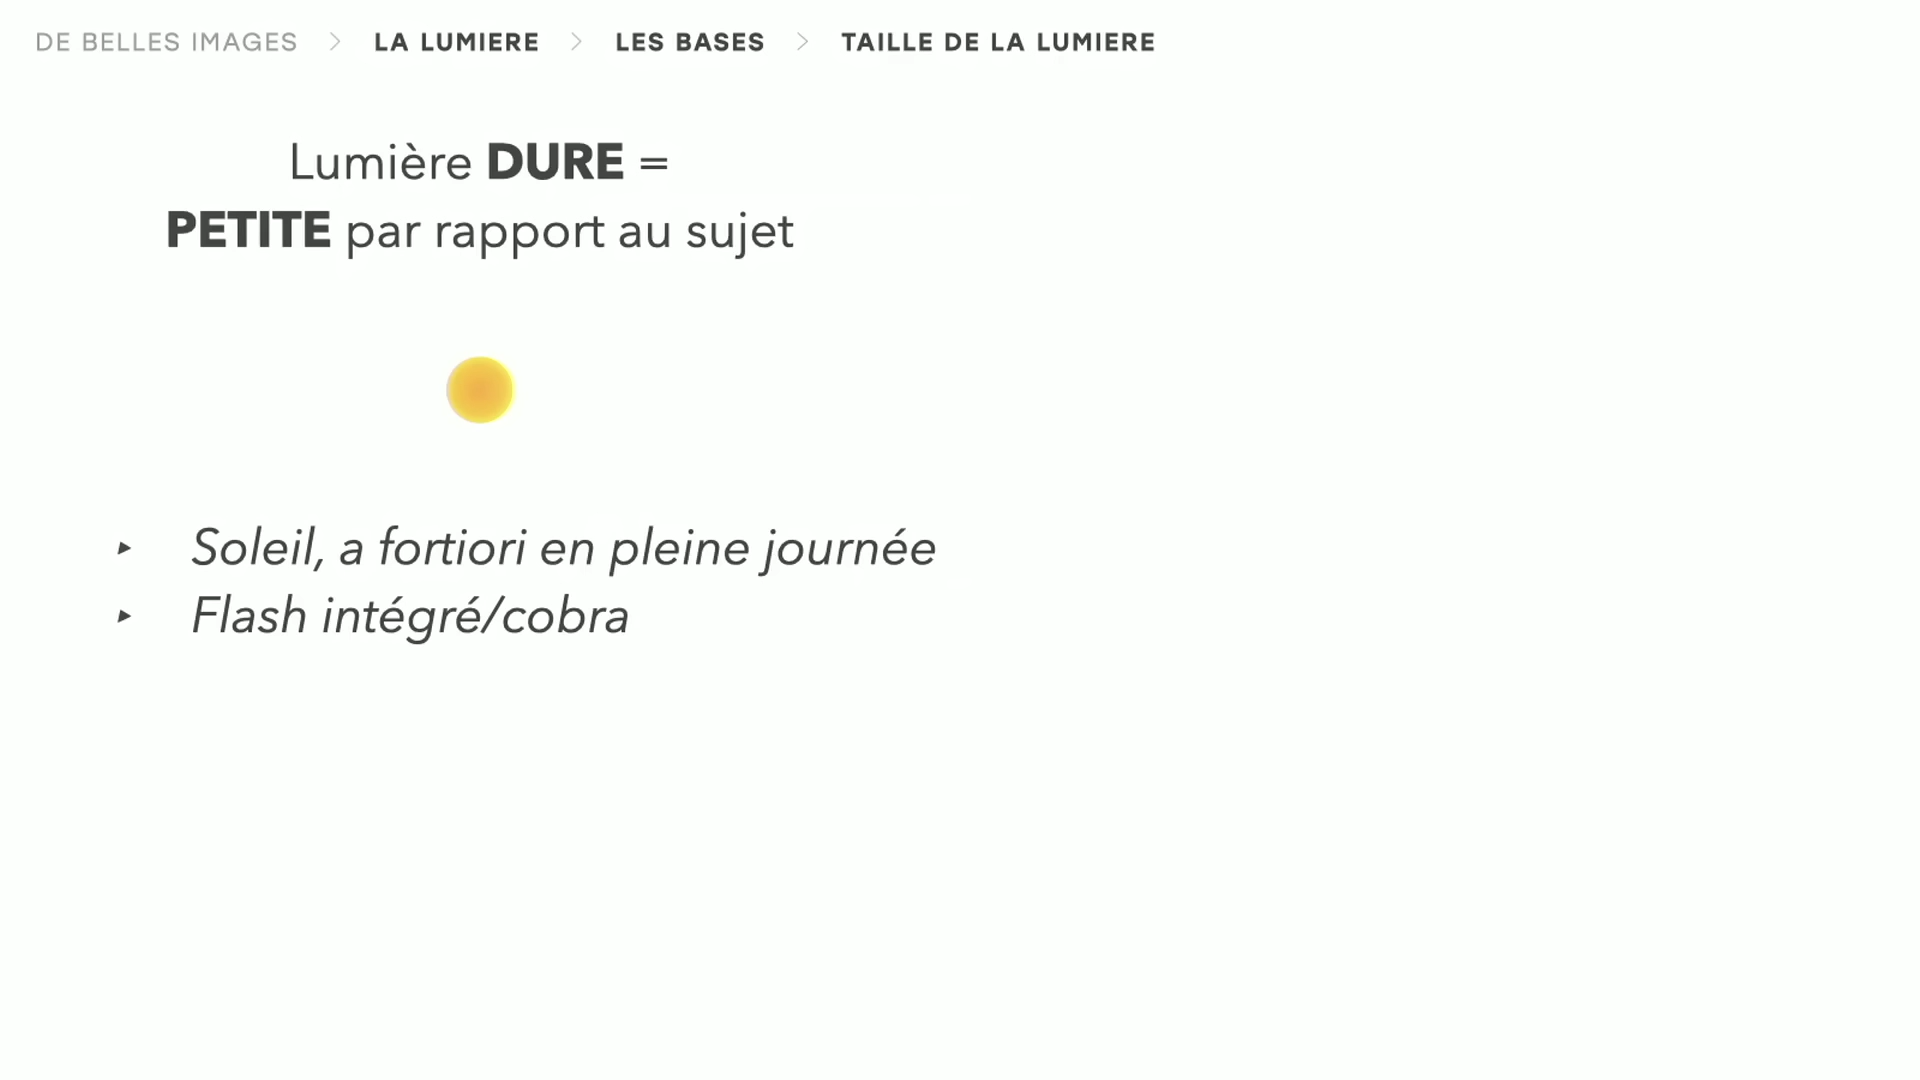 DE BELLES IMAGES > LA LUMIERE > LES BASES > TAILLE DE LA LUMIERE
Lumière DURE =
PETITE par rapport au sujet
‣ Soleil, a fortiori en pleine journée
‣ Flash intégré/cobra